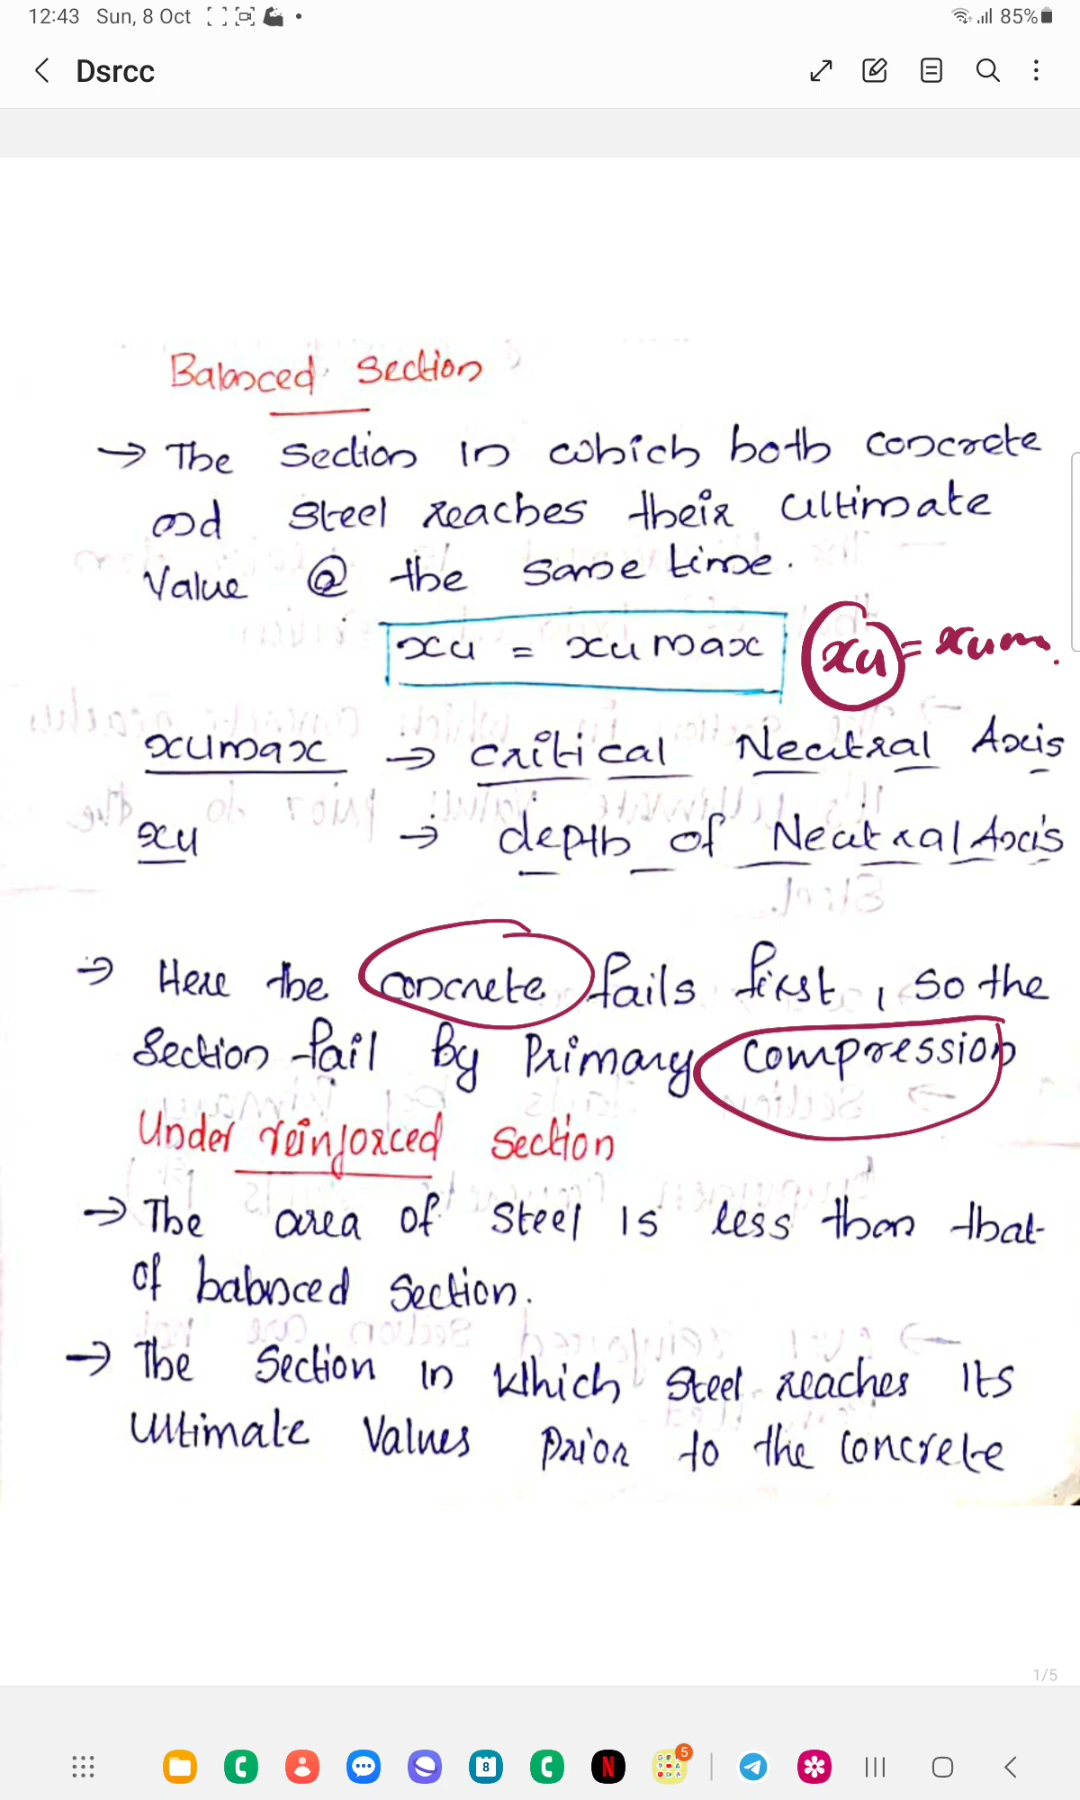 12:43 Sun, 8 Oct
85%
Dsrcc
Balanced Section
→ The Section in which both concrete
and Steel reaches their ultimate
Value @ the same time.
xu = xu max
xu = xum.
xumax → critical Neutral Axis
xu → depth of Neutral Axis
→ Here the concrete fails first, so the
Section fail By Primary compression
Under reinforced Section
→ The area of Steel is less than that
of balanced Section.
→ The Section in Which Steel reaches Its
Ultimate Values Prior to the concrete
1/5
8
N
5